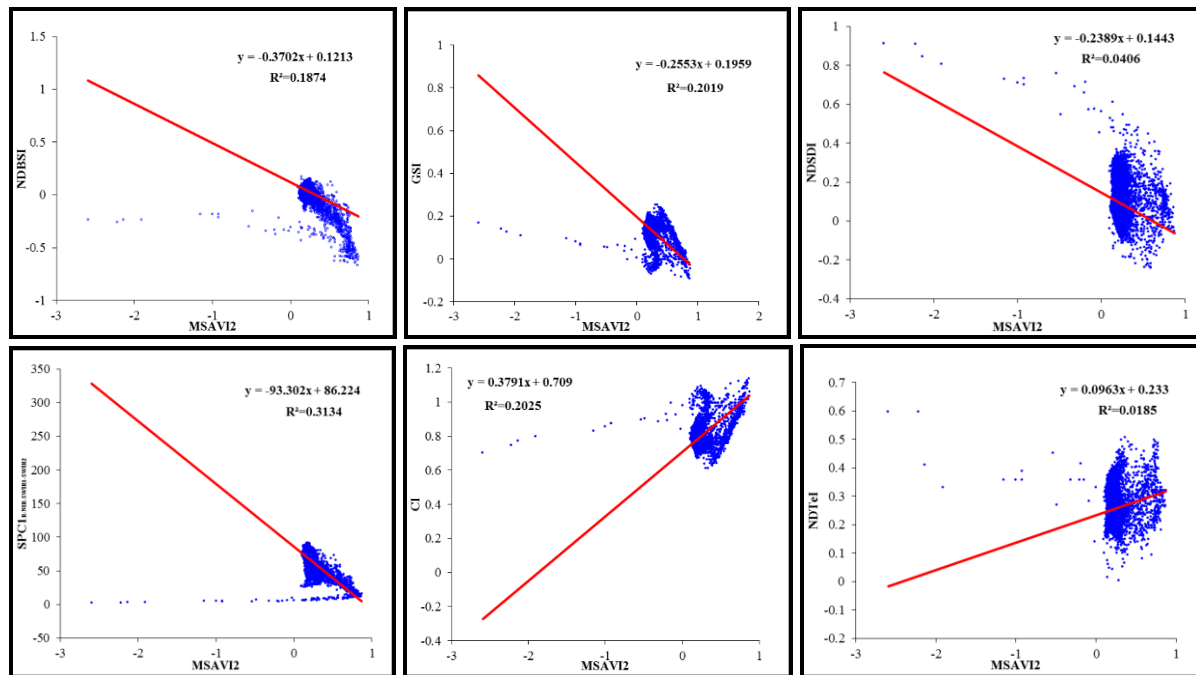 y = -0.3702x + 0.1213
R²=0.1874
1.5
1
0.5
0
-0.5
-1
NDBSI
-3 -2 -1 0 1
MSAVI2
y = -0.2553x + 0.1959
R²=0.2019
1
0.8
0.6
0.4
0.2
0
-0.2
GSI
-3 -2 -1 0 1 2
MSAVI2
y = -0.2389x + 0.1443
R²=0.0406
1
0.8
0.6
0.4
0.2
0
-0.2
-0.4
NDSDI
-3 -2 -1 0 1
MSAVI2
y = -93.302x + 86.224
R²=0.3134
350
300
250
200
150
100
50
0
-50
SPC1
-3 -2 -1 0 1
MSAVI2
y = 0.3791x + 0.709
R²=0.2025
1.2
1
0.8
0.6
0.4
0.2
0
-0.2
-0.4
CI
-3 -2 -1 0 1
MSAVI2
y = 0.0963x + 0.233
R²=0.0185
0.7
0.6
0.5
0.4
0.3
0.2
0.1
0
-0.1
-0.2
NDTeI
-3 -2 -1 0 1
MSAVI2